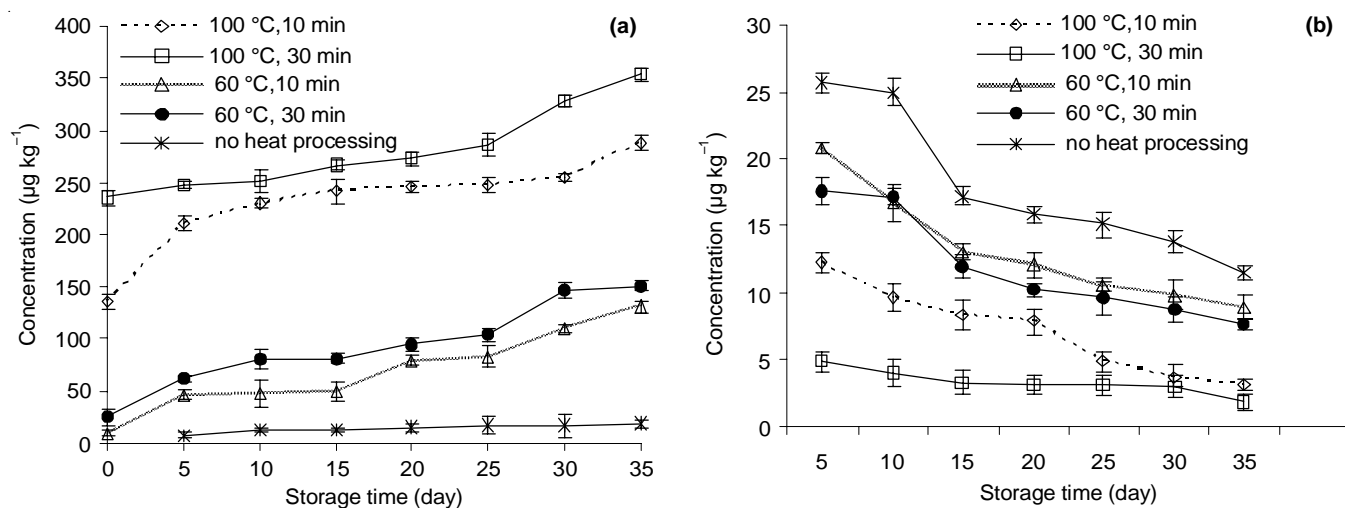 (a)
100 °C,10 min
100 °C, 30 min
60 °C,10 min
60 °C, 30 min
no heat processing
400
350
300
250
200
150
100
50
0
Concentration (µg kg⁻¹)
0 5 10 15 20 25 30 35
Storage time (day)
(b)
100 °C,10 min
100 °C, 30 min
60 °C,10 min
60 °C, 30 min
no heat processing
30
25
20
15
10
5
0
Concentration (µg kg⁻¹)
5 10 15 20 25 30 35
Storage time (day)